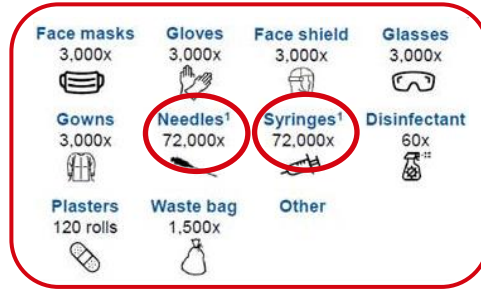 Face masks Gloves Face shield Glasses
3,000x 3,000x 3,000x 3,000x
Gowns Needles¹ Syringes¹ Disinfectant
3,000x 72,000x 72,000x 60x
Plasters Waste bag Other
120 rolls 1,500x